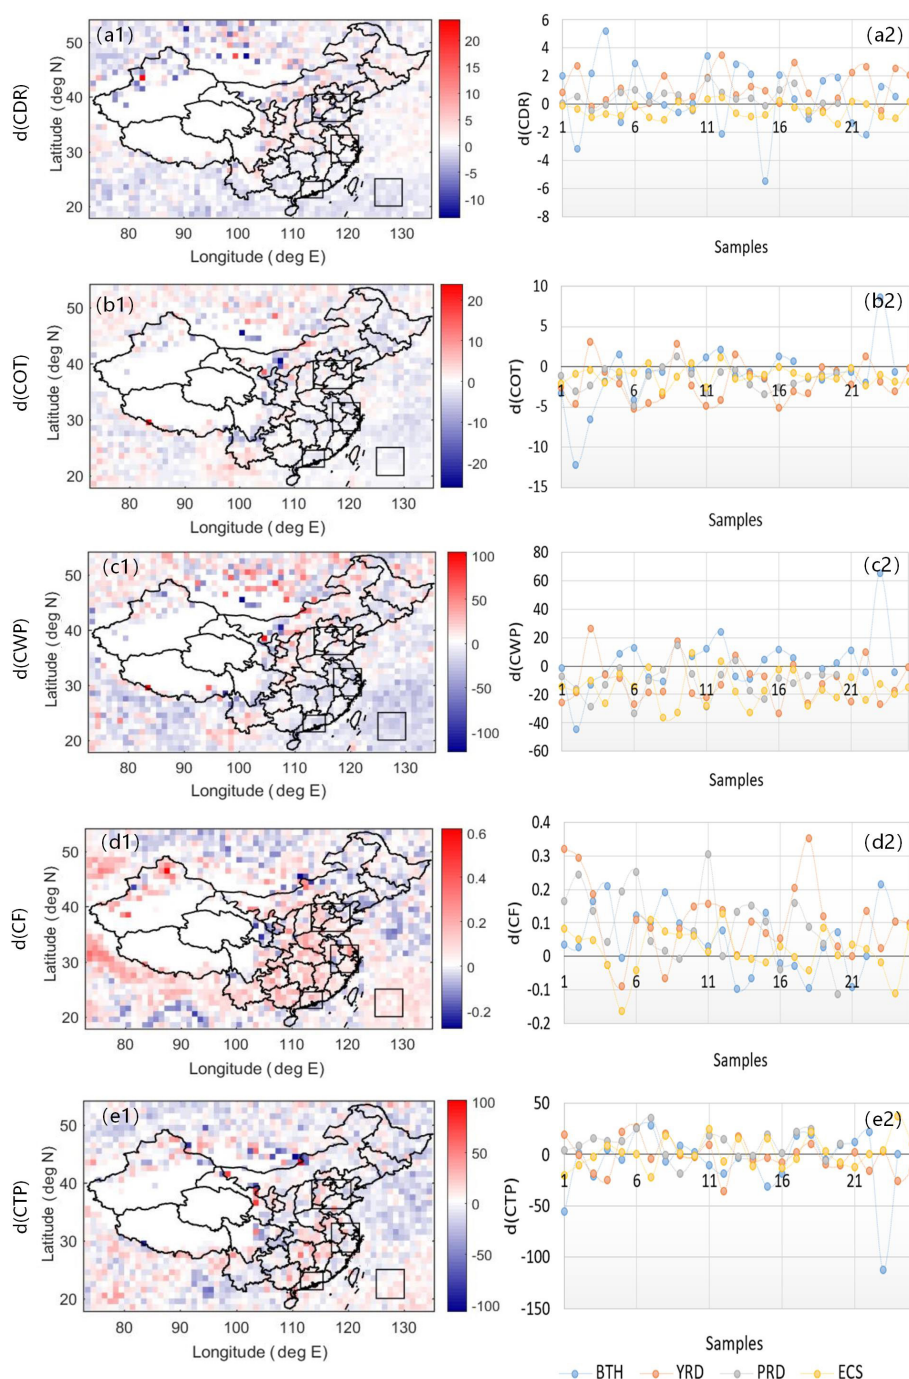 (a1)
d(CDR)
Latitude (deg N)
50
40
30
20
80 90 100 110 120 130
Longitude (deg E)
20
15
10
5
0
-5
-10
(a2)
d(CDR)
8
6
4
2
0
-2
-4
-6
-8
1 6 11 16 21
Samples
(b1)
d(COT)
Latitude (deg N)
50
40
30
20
80 90 100 110 120 130
Longitude (deg E)
20
10
0
-10
-20
(b2)
d(COT)
10
5
0
-5
-10
-15
1 6 11 16 21
Samples
(c1)
d(CWP)
Latitude (deg N)
50
40
30
20
80 90 100 110 120 130
Longitude (deg E)
100
50
0
-50
-100
(c2)
d(CWP)
80
60
40
20
0
-20
-40
-60
1 6 11 16 21
Samples
(d1)
d(CF)
Latitude (deg N)
50
40
30
20
80 90 100 110 120 130
Longitude (deg E)
0.6
0.4
0.2
0
-0.2
(d2)
d(CF)
0.4
0.3
0.2
0.1
0
-0.1
-0.2
1 6 11 16 21
Samples
(e1)
d(CTP)
Latitude (deg N)
50
40
30
20
80 90 100 110 120 130
Longitude (deg E)
100
50
0
-50
-100
(e2)
d(CTP)
50
0
-50
-100
-150
1 6 11 16 21
Samples
BTH YRD PRD ECS